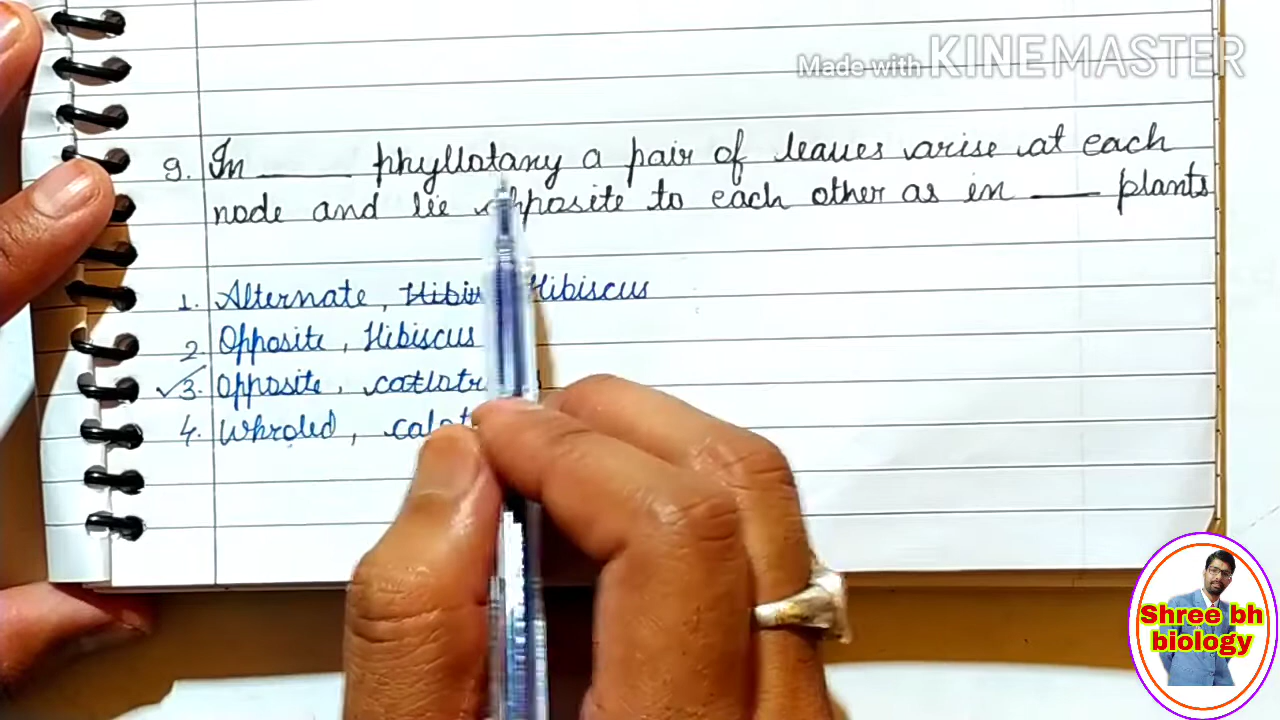 Made with KINEMASTER
9. In ____ phyllotaxy a pair of leaves arise at each
node and lie opposite to each other as in ____ plants
1. Alternate, Hibiscus
2. Opposite, Hibiscus
✓3. Opposite,
4. Whroled,
Shree bh
biology